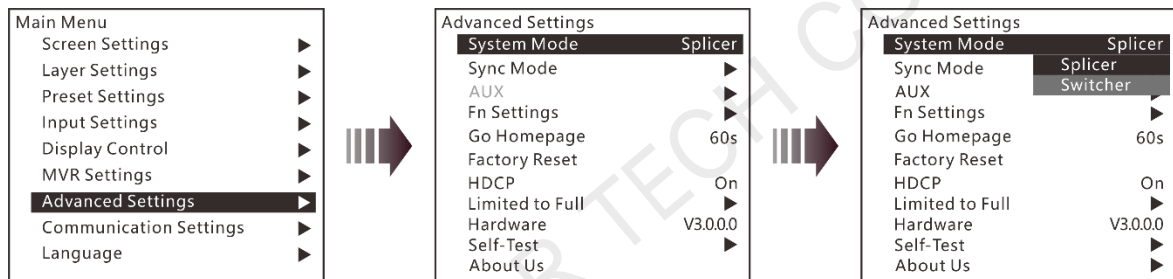 Main Menu
Screen Settings
Layer Settings
Preset Settings
Input Settings
Display Control
MVR Settings
Advanced Settings
Communication Settings
Language
Advanced Settings
System Mode Splicer
Sync Mode
AUX
Fn Settings
Go Homepage 60s
Factory Reset
HDCP On
Limited to Full
Hardware V3.0.0.0
Self-Test
About Us
Advanced Settings
System Mode Splicer
Sync Mode Splicer
AUX Switcher
Fn Settings
Go Homepage 60s
Factory Reset
HDCP On
Limited to Full
Hardware V3.0.0.0
Self-Test
About Us
R TECH CO